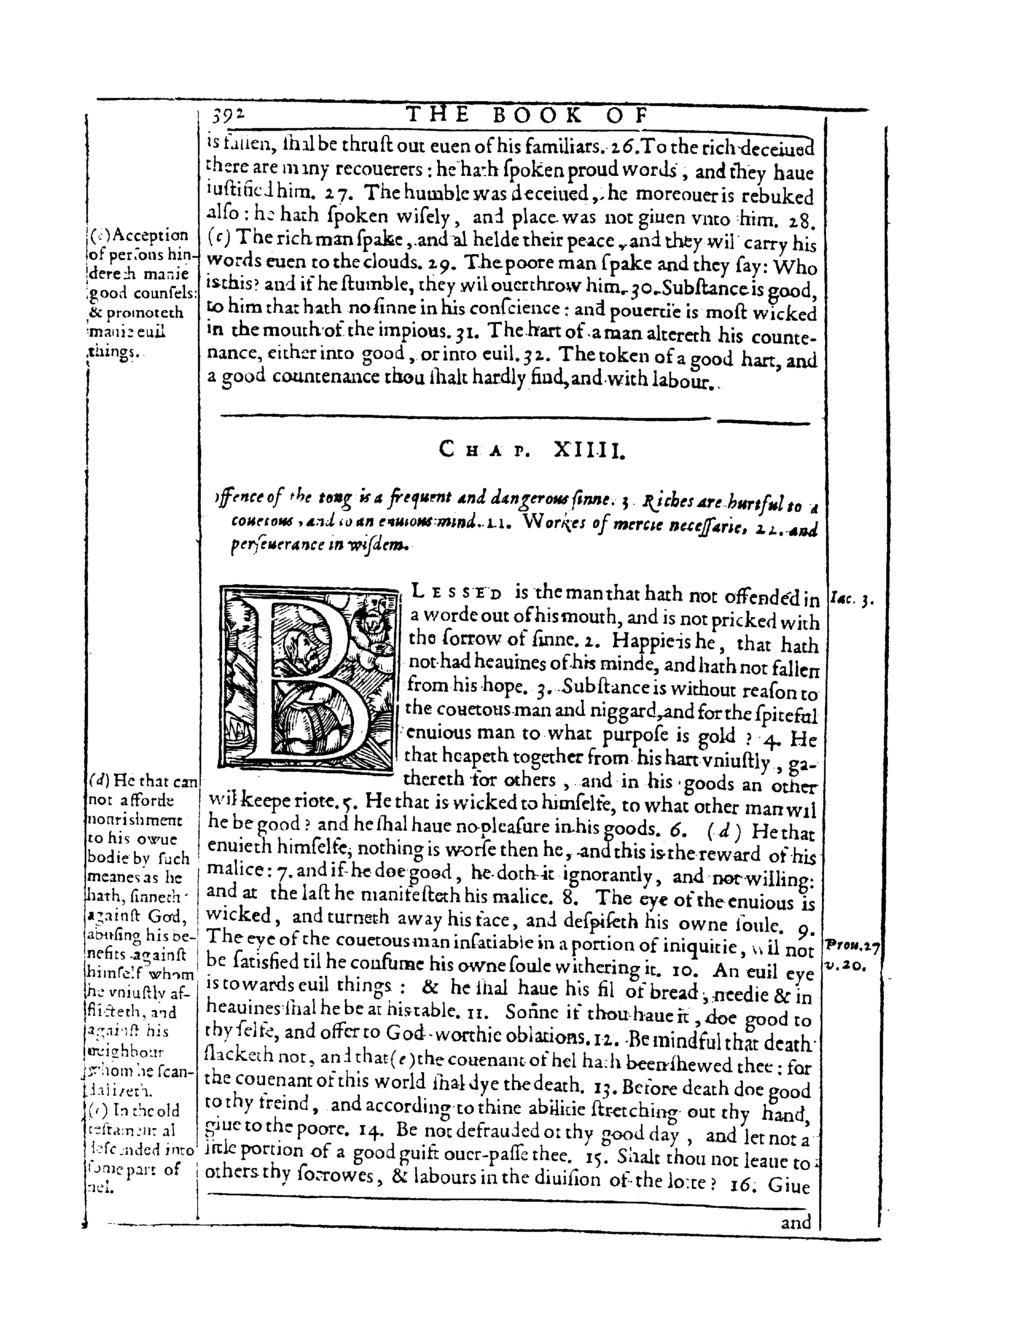 392 THE BOOK OF
is fallen, ſhalbe thruſt out euen of his familiars. 26. To the rich deceiued
there are many recouerers : he hath ſpoken proud words, and they haue
iuſtified him. 27. The humble was deceiued, he moreouer is rebuked
alſo : he hath ſpoken wiſely, and place was not giuen vnto him. 28.
(c) The rich man ſpake, and al helde their peace, and they wil carry his
words euen to the clouds. 29. The poore man ſpake and they ſay: Who
is this? and if he ſtumble, they wil ouerthrow him. 30. Subſtance is good,
to him that hath no ſinne in his conſcience : and pouertie is moſt wicked
in the mouth of the impious. 31. The hart of a man altereth his counte-
nance, either into good, or into euil. 32. The token of a good hart, and
a good countenance thou ſhalt hardly find, and with labour.
(c) Acception
of perſons hin-
dereth manie
good counſels:
& promoteth
manie euil
things.
CHAP. XIIII.
offence of the tong is a frequent and dangerous ſinne. 3 Riches are hurtful to a
couetous, and to an enuious mind. 11. Workes of mercie neceſſarie, 22. and
perſeuerance in wiſdem.
BLESSED is the man that hath not offended in
a worde out of his mouth, and is not pricked with
the ſorrow of ſinne. 2. Happie is he, that hath
not had heauines of his minde, and hath not fallen
from his hope. 3. Subſtance is without reaſon to
the couetous man and niggard, and for the ſpiteful
enuious man to what purpoſe is gold ? 4. He
that heapeth together from his hart vniuſtly, ga-
thereth for others, and in his goods an other
wil keepe riote. 5. He that is wicked to himſelfe, to what other man wil
he be good ? and he ſhal haue no pleaſure in his goods. 6. (d) He that
enuieth himſelfe, nothing is worſe then he, and this is the reward of his
malice: 7. and if he doe good, he doth it ignorantly, and not willing:
and at the laſt he manifeſteth his malice. 8. The eye of the enuious is
wicked, and turneth away his face, and deſpiſeth his owne ſoule. 9.
The eye of the couetous man inſatiable in a portion of iniquitie, wil not
be ſatisfied til he conſume his owne ſoule withering it. 10. An euil eye
is towards euil things : & he ſhal haue his fil of bread, needie & in
heauines ſhal he be at his table. 11. Sonne if thou haue it, doe good to
thy ſelfe, and offer to God worthie oblations. 12. Be mindful that death
ſlacketh not, and that (e) the couenant of hel hath been ſhewed thee : for
the couenant of this world ſhal dye the death. 13. Before death doe good
to thy freind, and according to thine abilitie ſtretching out thy hand,
giue to the poore. 14. Be not defrauded of thy good day, and let not a
litle portion of a good guift ouer-paſſe thee. 15. Shalt thou not leaue to
others thy ſorrowes, & labours in the diuiſion of the lotte ? 16. Giue
and
Iac. 3.
Prou. 27
v. 20.
(d) He that can
not afforde
nourishment
to his owue
bodie by ſuch
meanes as he
hath, ſinneth
againſt God,
abuſing his be-
nefits againſt
himſelf whom
he vniuſtly af-
flicteth, and
againſt his
neighbour
whom he ſcan-
dalizeth.
(e) In the old
teſtament al
deſcended into
ſome part of
hel.